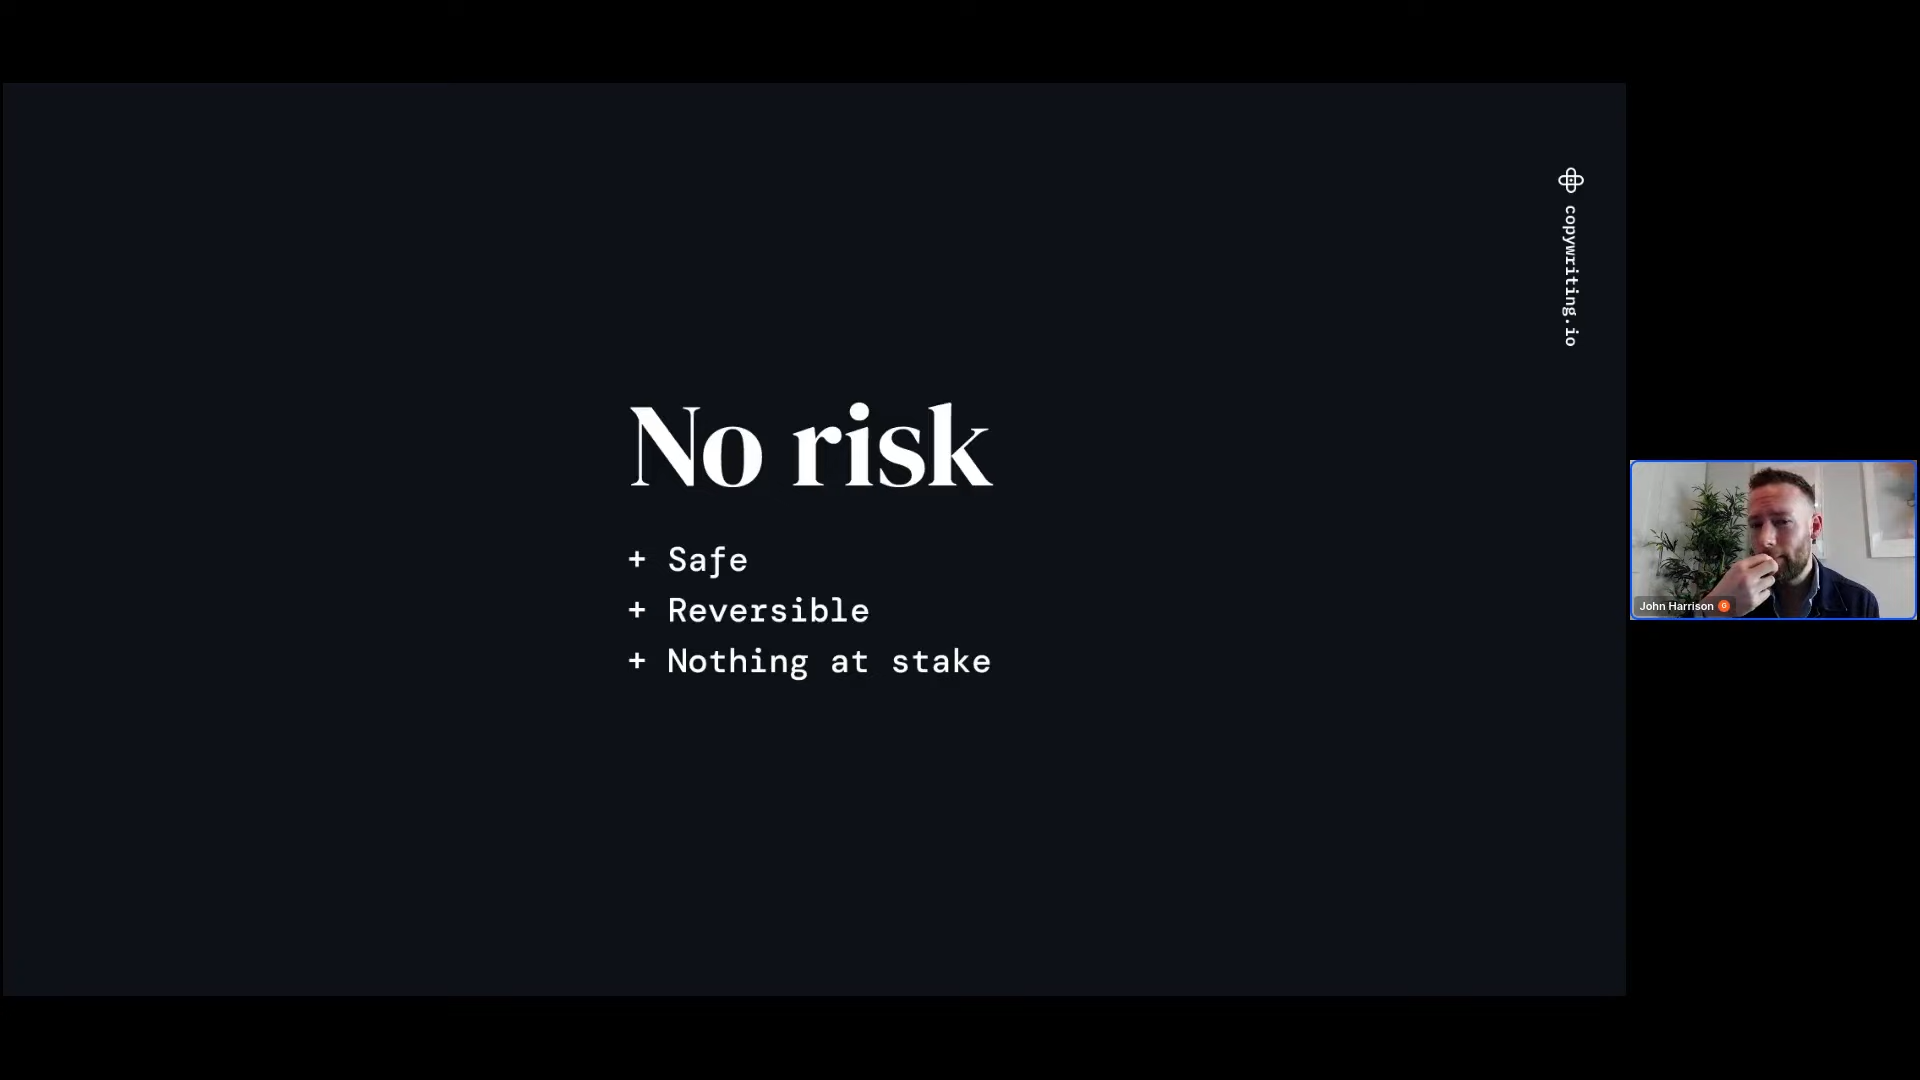 copywriting.io
No risk
+ Safe
+ Reversible
+ Nothing at stake
John Harrison